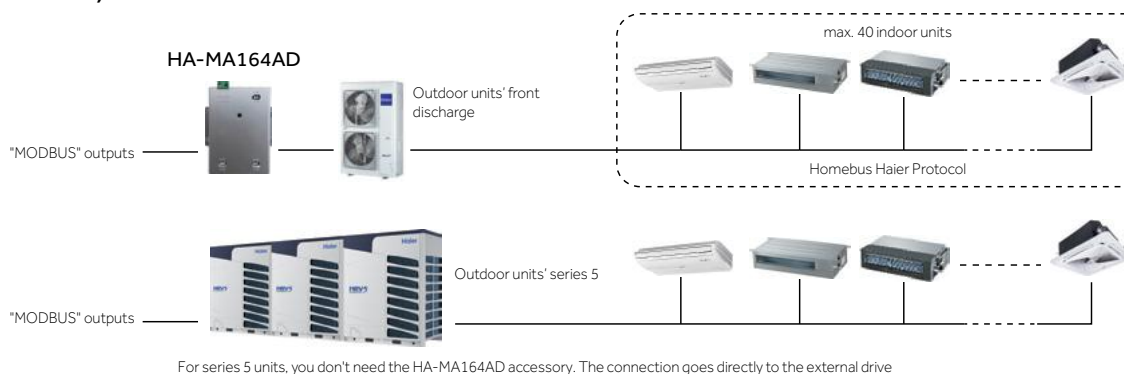 max. 40 indoor units
HA-MA164AD
Outdoor units' front
discharge
"MODBUS" outputs
Homebus Haier Protocol
Haier
Outdoor units' series 5
"MODBUS" outputs
For series 5 units, you don't need the HA-MA164AD accessory. The connection goes directly to the external drive